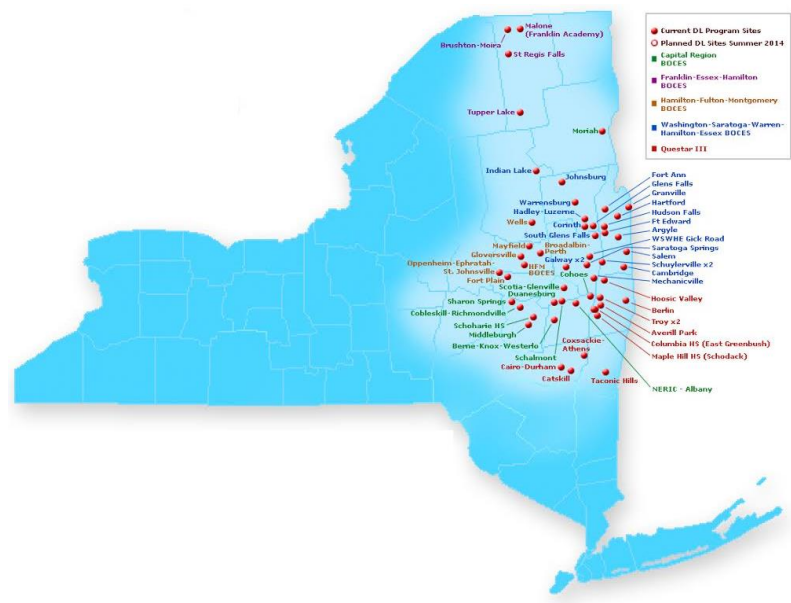 Malone
(Franklin Academy)
Brushton-Moira
St Regis Falls
Tupper Lake
Moriah
Current DL Program Sites
Planned DL Sites Summer 2014
Capital Region
BOCES
Franklin-Essex-Hamilton
BOCES
Hamilton-Fulton-Montgomery
BOCES
Washington-Saratoga-Warren-
Hamilton-Essex BOCES
Questar III
Indian Lake
Johnsburg
Warrensburg
Hadley-Luzerne
Wells
Corinth
South Glens Falls
Mayfield
Broadalbin-
Perth
Gloversville
Galway x2
Oppenheim-Ephratah-
St. Johnsville
HFM
BOCES
Cohoes
Fort Plain
Scotia-Glenville
Duanesburg
Sharon Springs
Cobleskill-Richmondville
Schoharie HS
Middleburgh
Berne-Knox-Westerlo
Schalmont
Coxsackie-
Athens
Cairo-Durham
Catskill
Taconic Hills
Fort Ann
Glens Falls
Granville
Hartford
Hudson Falls
Ft Edward
Argyle
WSWHE Gick Road
Saratoga Springs
Salem
Schuylerville x2
Cambridge
Mechanicville
Hoosic Valley
Berlin
Troy x2
Averill Park
Columbia HS (East Greenbush)
Maple Hill HS (Schodack)
NERIC - Albany